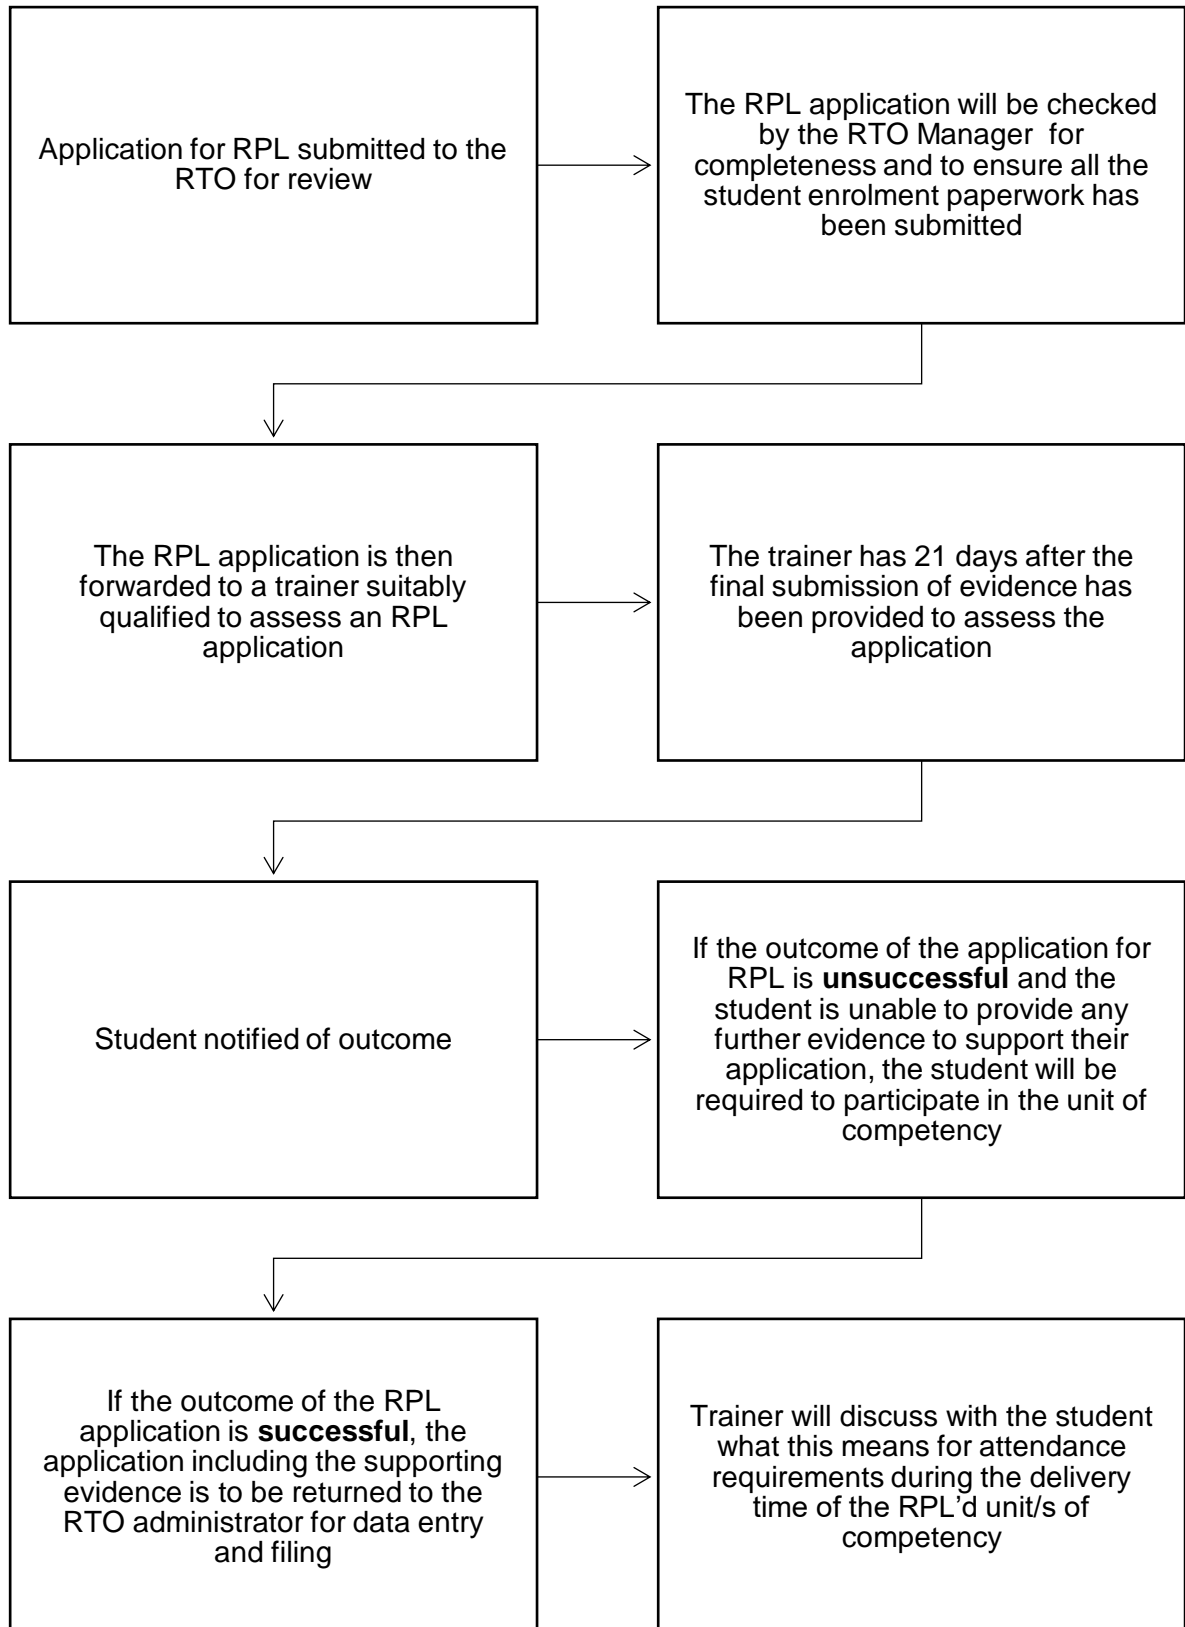 Application for RPL submitted to the
RTO for review
The RPL application will be checked
by the RTO Manager  for
completeness and to ensure all the
student enrolment paperwork has
been submitted
The RPL application is then
forwarded to a trainer suitably
qualified to assess an RPL
application
The trainer has 21 days after the
final submission of evidence has
been provided to assess the
application
Student notified of outcome
If the outcome of the application for
RPL is unsuccessful and the
student is unable to provide any
further evidence to support their
application, the student will be
required to participate in the unit of
competency
If the outcome of the RPL
application is successful, the
application including the supporting
evidence is to be returned to the
RTO administrator for data entry
and filing
Trainer will discuss with the student
what this means for attendance
requirements during the delivery
time of the RPL’d unit/s of
competency